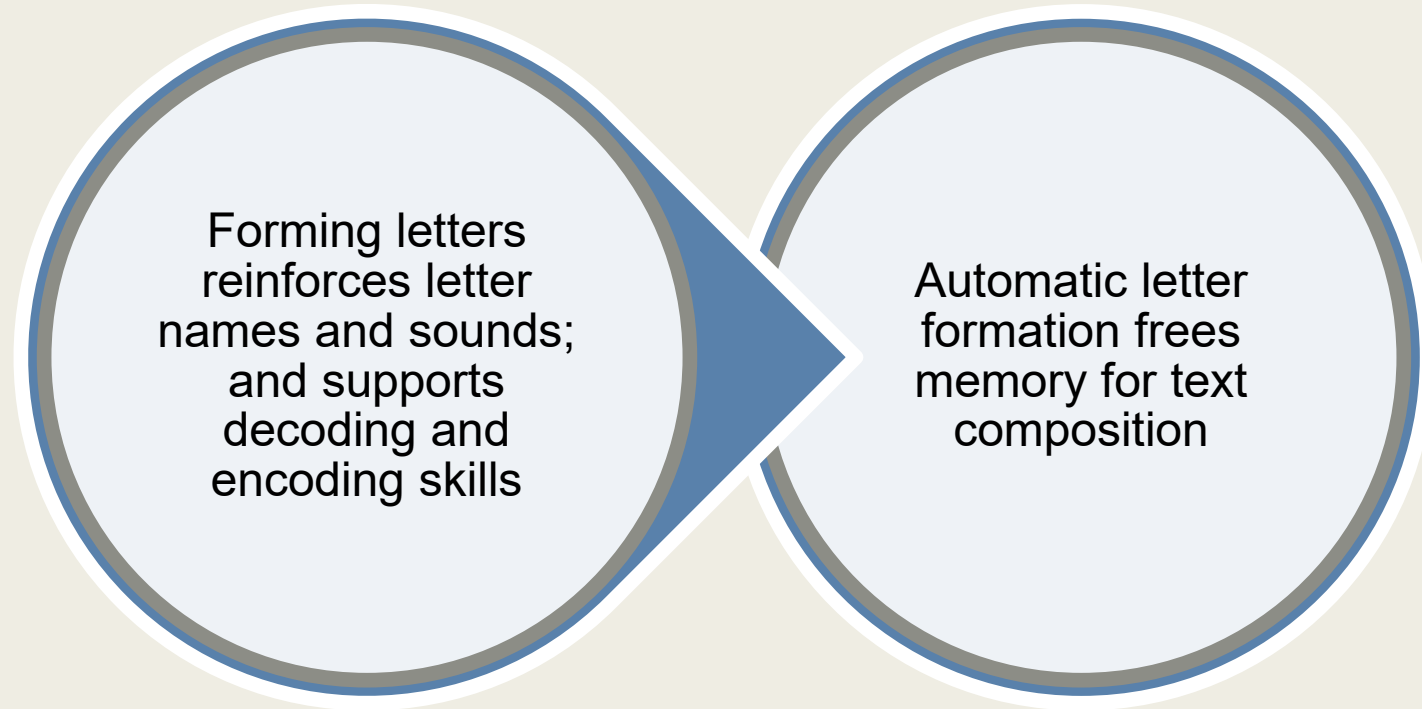 Forming letters
reinforces letter
names and sounds;
and supports
decoding and
encoding skills
Automatic letter
formation frees
memory for text
composition